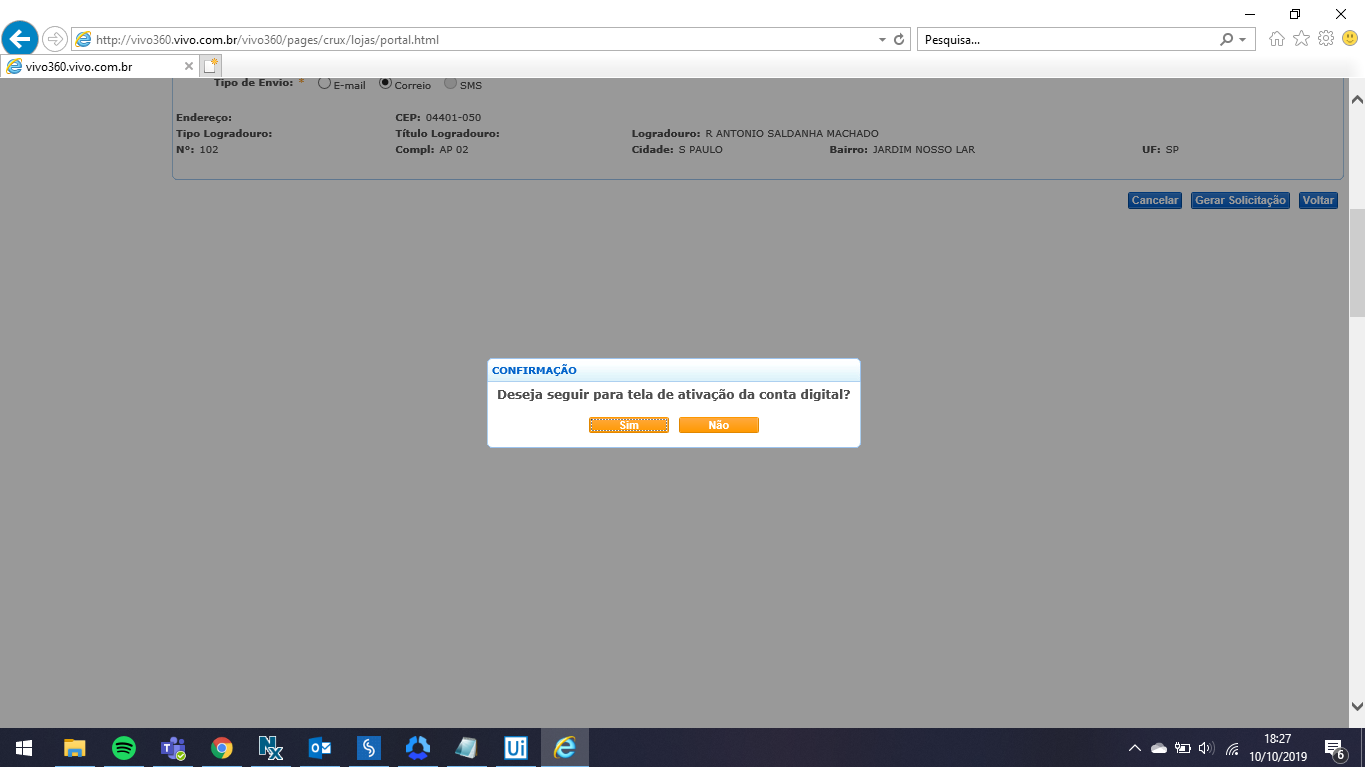 http://vivo360.vivo.com.br/vivo360/pages/crux/lojas/portal.html
Pesquisa...
vivo360.vivo.com.br
Tipo de Envio: * E-mail Correio SMS
Endereço: CEP: 04401-050
Tipo Logradouro: Título Logradouro: Logradouro: R ANTONIO SALDANHA MACHADO
Nº: 102 Compl: AP 02 Cidade: S PAULO Bairro: JARDIM NOSSO LAR UF: SP
Cancelar Gerar Solicitação Voltar
CONFIRMAÇÃO
Deseja seguir para tela de ativação da conta digital?
Sim Não
18:27
10/10/2019
6